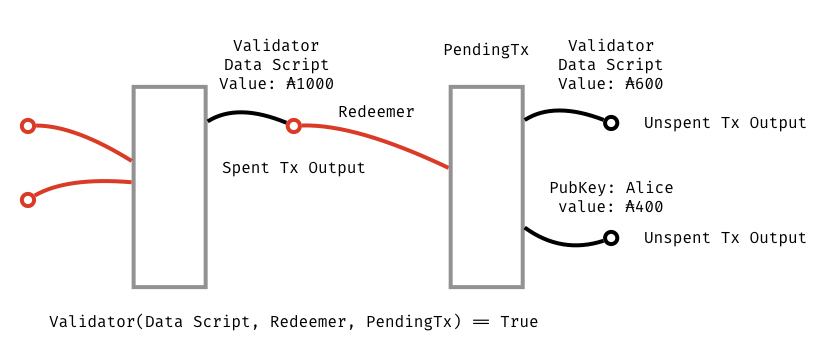 Validator
Data Script
Value: ₳1000
PendingTx
Validator
Data Script
Value: ₳600
Redeemer
Unspent Tx Output
Spent Tx Output
PubKey: Alice
value: ₳400
Unspent Tx Output
Validator(Data Script, Redeemer, PendingTx) == True